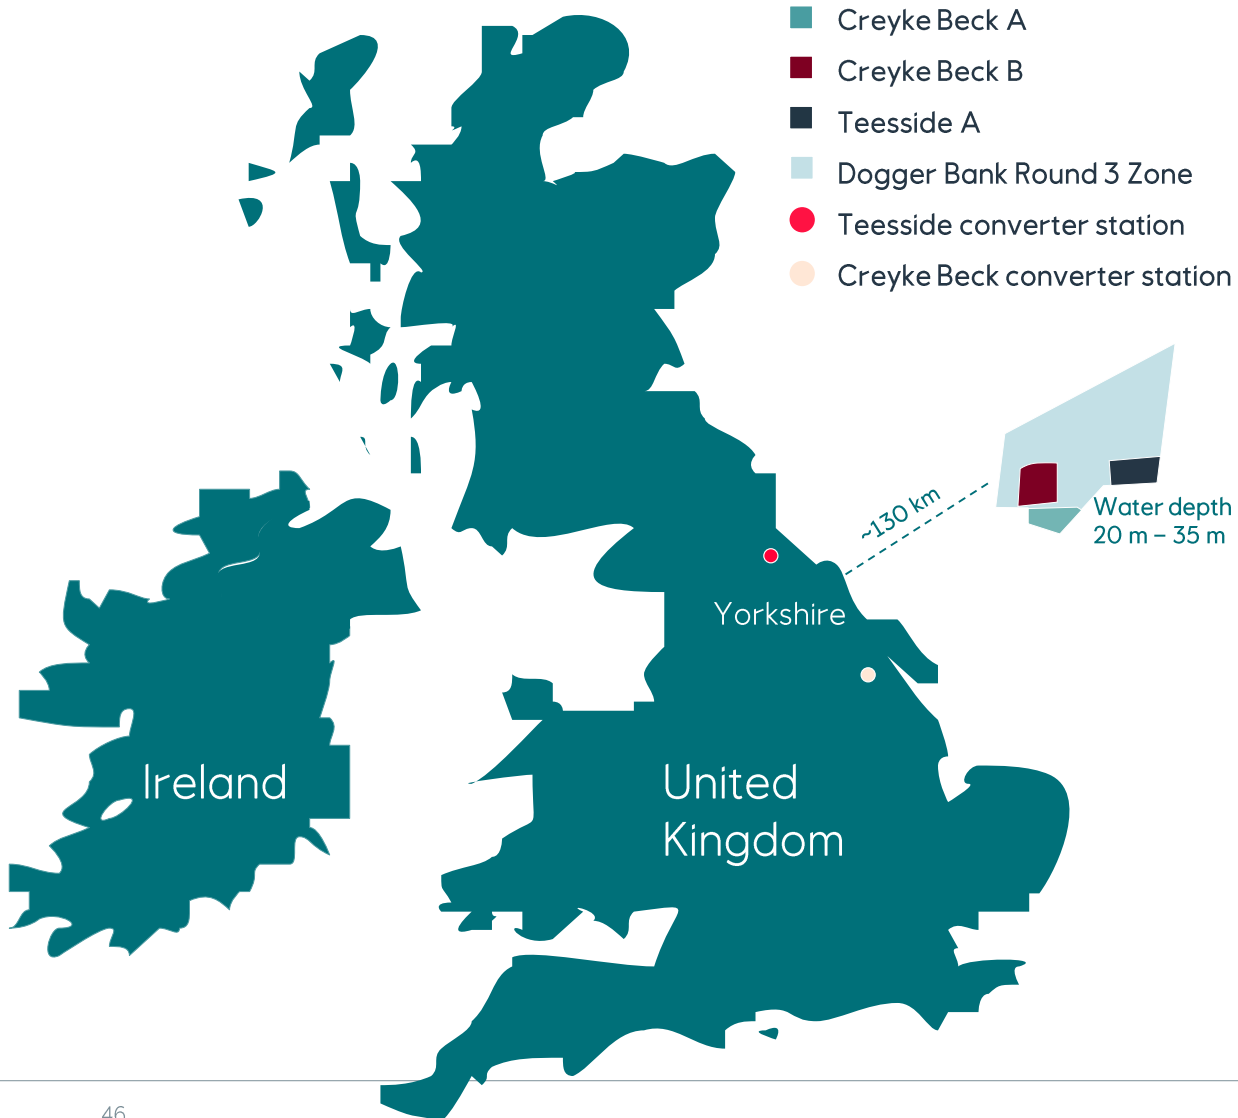 Creyke Beck A
Creyke Beck B
Teesside A
Dogger Bank Round 3 Zone
Teesside converter station
Creyke Beck converter station
~130 km
Water depth
20 m – 35 m
Yorkshire
Ireland
United
Kingdom
46